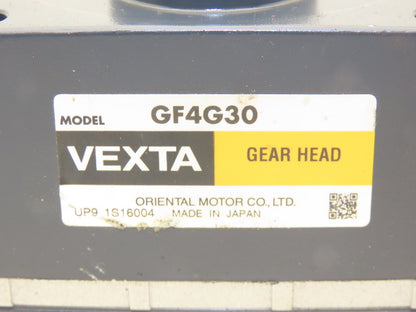 MODEL GF4G30
VEXTA GEAR HEAD
ORIENTAL MOTOR CO., LTD.
UP9 1S16004 MADE IN JAPAN